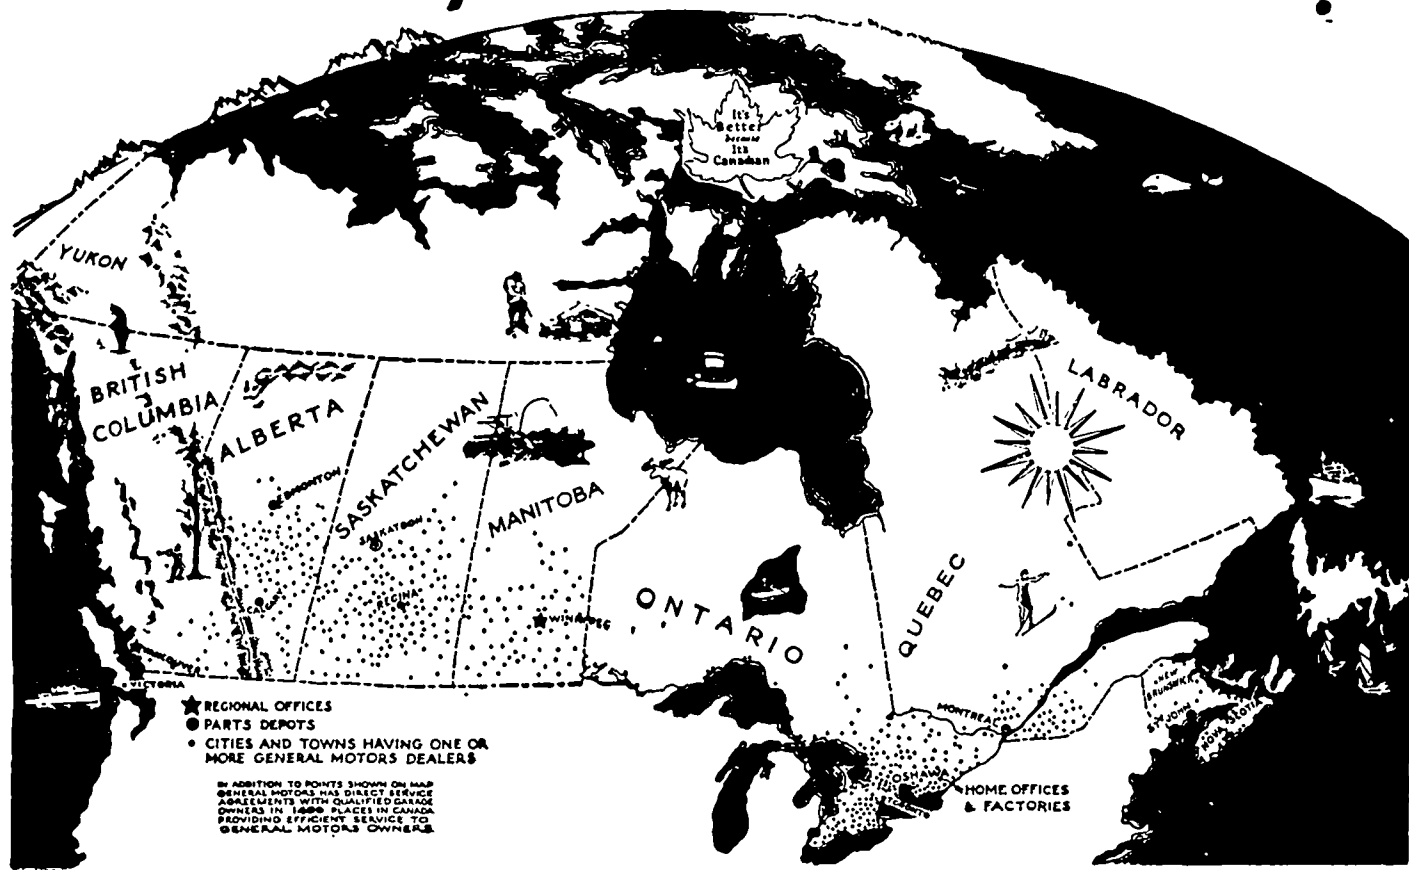 It's
Better
because
Its
Canadian
YUKON
BRITISH
COLUMBIA
ALBERTA
SASKATCHEWAN
MANITOBA
LABRADOR
EDMONTON
SASKATOON
CALGARY
REGINA
WINNIPEG
ONTARIO
QUEBEC
VANCOUVER
VICTORIA
MONTREAL
NEW
BRUNSWICK
ST JOHN
NOVA SCOTIA
OSHAWA
REGIONAL OFFICES
PARTS DEPOTS
CITIES AND TOWNS HAVING ONE OR
MORE GENERAL MOTORS DEALERS
HOME OFFICES
& FACTORIES
IN ADDITION TO POINTS SHOWN ON MAP
GENERAL MOTORS HAS DIRECT SERVICE
AGREEMENTS WITH QUALIFIED GARAGE
OWNERS IN PLACES IN CANADA
PROVIDING EFFICIENT SERVICE TO
GENERAL MOTORS OWNERS